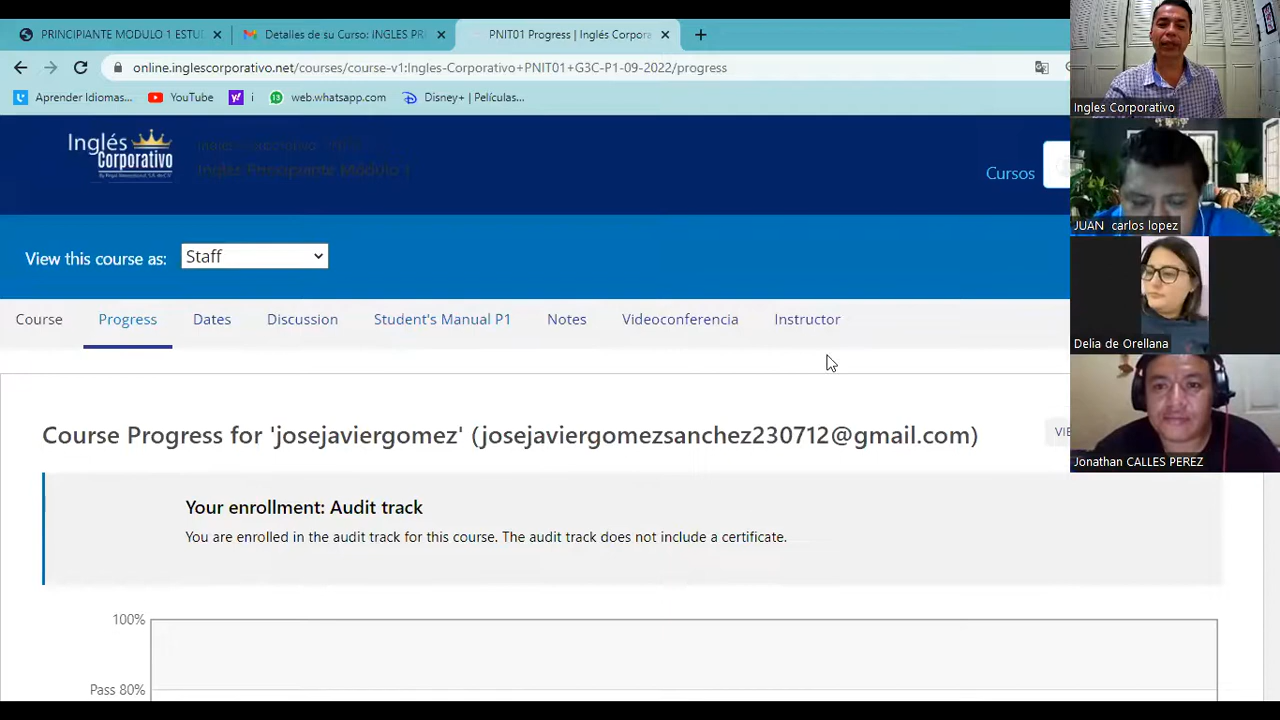 PRINCIPIANTE MODULO 1 ESTU
Detalles de su Curso: INGLES PR
PNIT01 Progress | Inglés Corpora
online.inglescorporativo.net/courses/course-v1:Ingles-Corporativo+PNIT01+G3C-P1-09-2022/progress
Aprender Idiomas...
YouTube
i
web.whatsapp.com
Disney+ | Películas,...
Inglés
Corporativo
Inglés Principiante Módulo 1
Cursos
View this course as:
Staff
Course
Progress
Dates
Discussion
Student's Manual P1
Notes
Videoconferencia
Instructor
Course Progress for 'josejaviergomez' (josejaviergomezsanchez230712@gmail.com)
VIE
Your enrollment: Audit track
You are enrolled in the audit track for this course. The audit track does not include a certificate.
100%
Pass 80%
Ingles Corporativo
JUAN carlos lopez
Delia de Orellana
Jonathan CALLES PEREZ